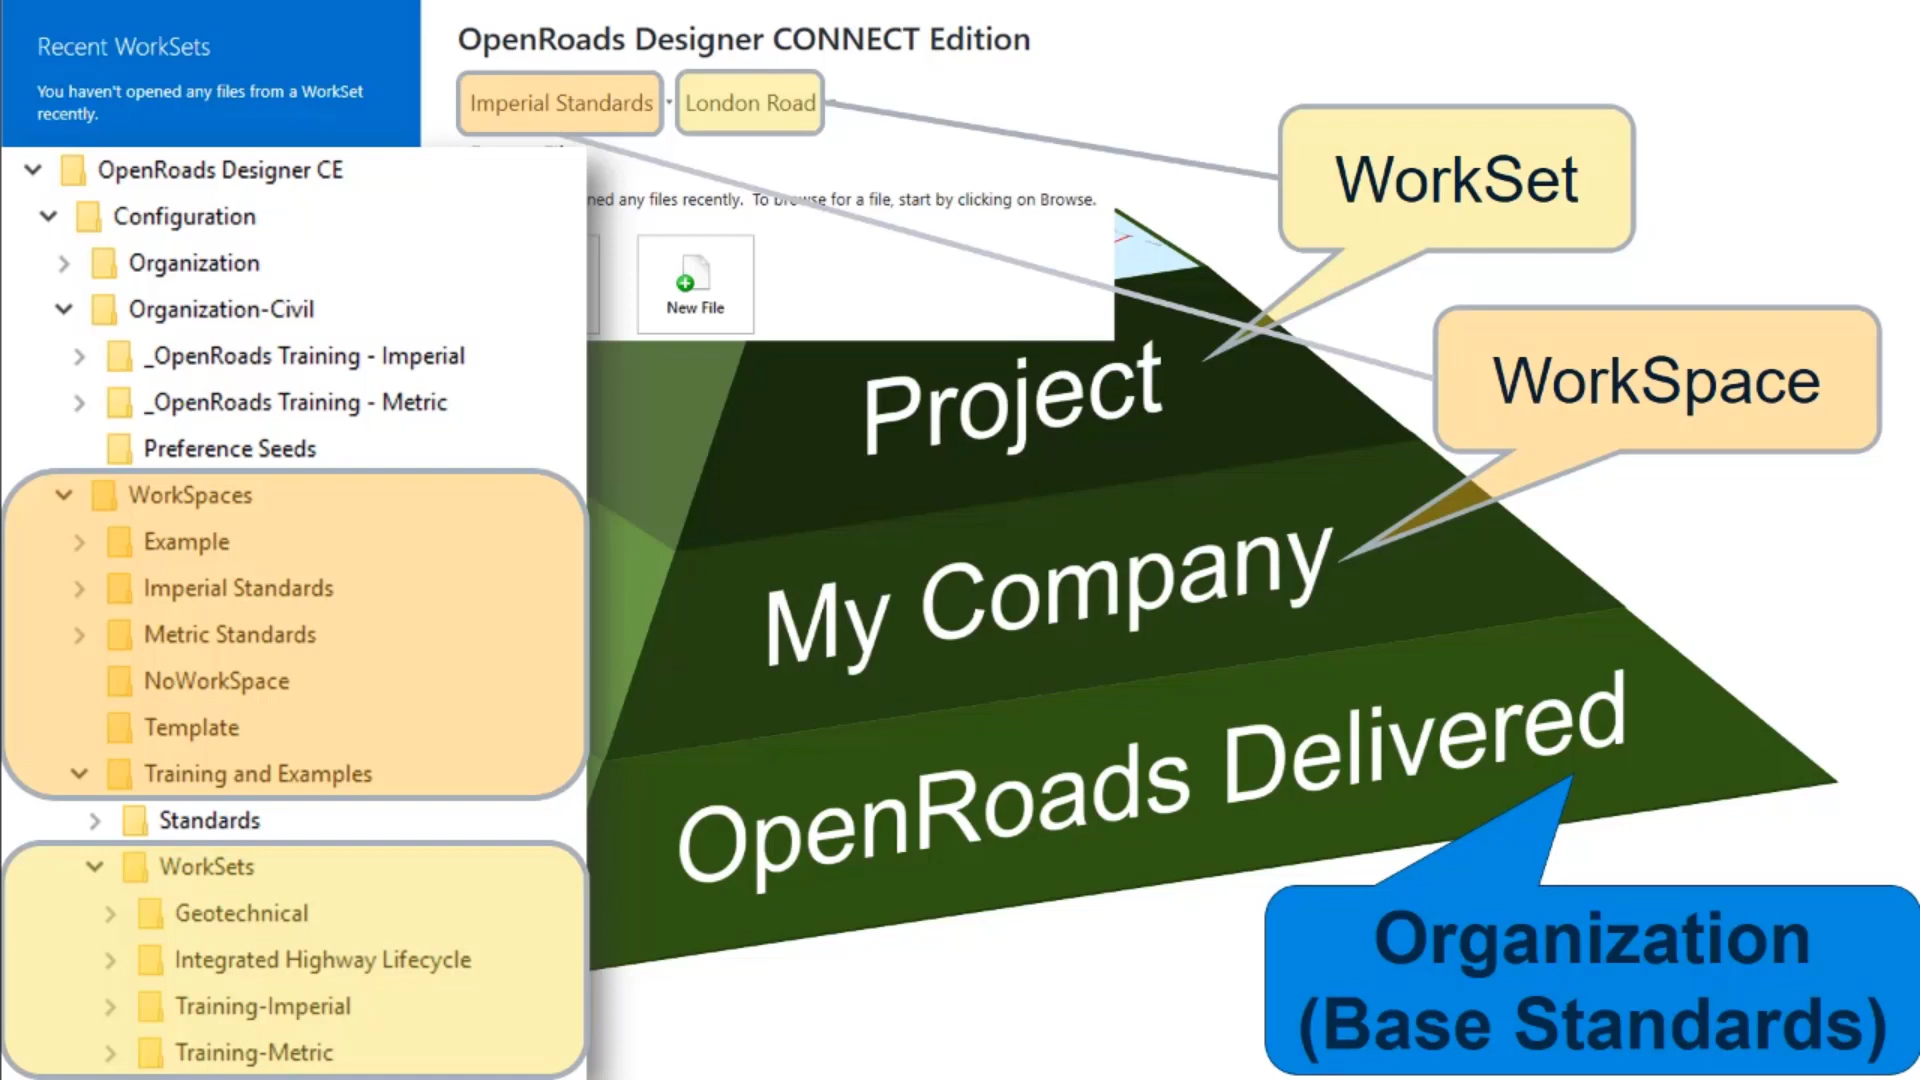 Recent WorkSets
You haven't opened any files from a WorkSet
recently.
OpenRoads Designer CONNECT Edition
Imperial Standards
London Road
ned any files recently. To browse for a file, start by clicking on Browse.
New File
OpenRoads Designer CE
Configuration
Organization
Organization-Civil
_OpenRoads Training - Imperial
_OpenRoads Training - Metric
Preference Seeds
WorkSpaces
Example
Imperial Standards
Metric Standards
NoWorkSpace
Template
Training and Examples
Standards
WorkSets
Geotechnical
Integrated Highway Lifecycle
Training-Imperial
Training-Metric
WorkSet
WorkSpace
Project
My Company
OpenRoads Delivered
Organization
(Base Standards)